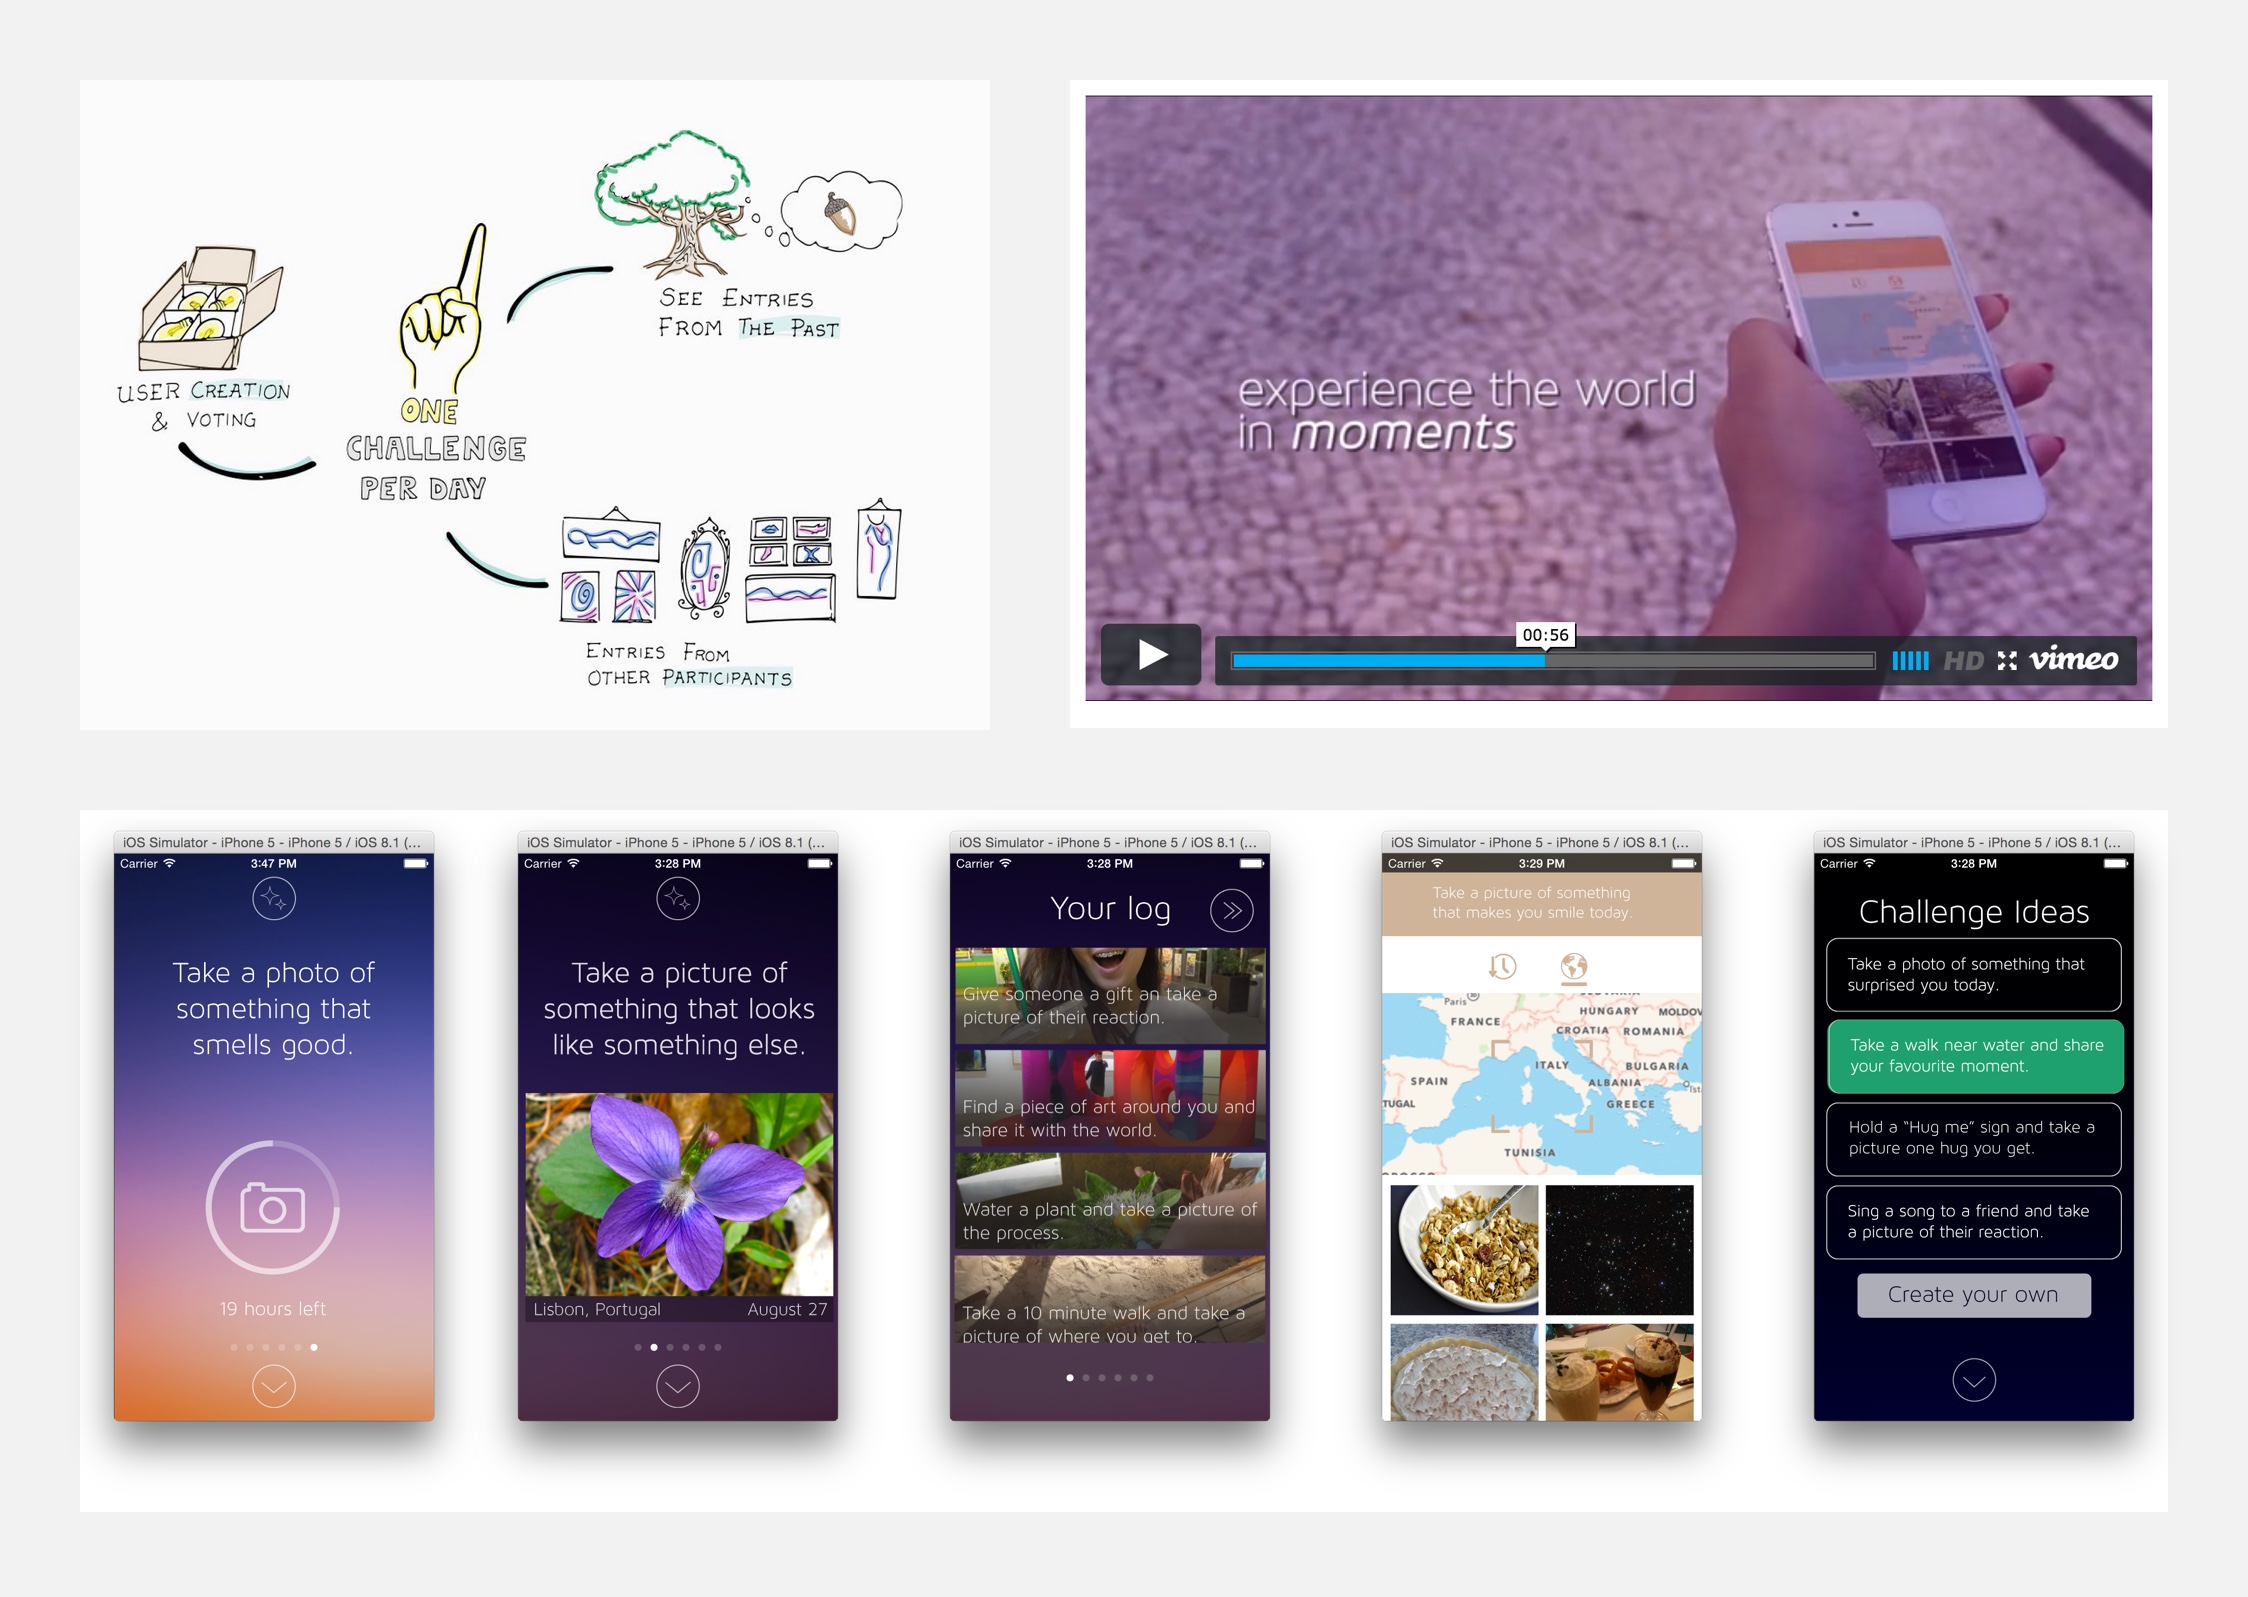 USER CREATION
& VOTING
ONE
CHALLENGE
PER DAY
SEE ENTRIES
FROM THE PAST
ENTRIES FROM
OTHER PARTICIPANTS
experience the world
in moments
00:56
HD
vimeo
iOS Simulator - iPhone 5 - iPhone 5 / iOS 8.1 (...
Carrier
3:47 PM
Take a photo of
something that
smells good.
19 hours left
iOS Simulator - iPhone 5 - iPhone 5 / iOS 8.1 (...
Carrier
3:28 PM
Take a picture of
something that looks
like something else.
Lisbon, Portugal
August 27
iOS Simulator - iPhone 5 - iPhone 5 / iOS 8.1 (...
Carrier
3:28 PM
Your log
Give someone a gift an take a
picture of their reaction.
Find a piece of art around you and
share it with the world.
Water a plant and take a picture of
the process.
Take a 10 minute walk and take a
picture of where you get to.
iOS Simulator - iPhone 5 - iPhone 5 / iOS 8.1 (...
Carrier
3:29 PM
Take a picture of something
that makes you smile today.
Paris
FRANCE
HUNGARY
MOLDOV
CROATIA
ROMANIA
ITALY
BULGARIA
SPAIN
ALBANIA
TUGAL
GREECE
TUNISIA
iOS Simulator - iPhone 5 - iPhone 5 / iOS 8.1 (...
Carrier
3:28 PM
Challenge Ideas
Take a photo of something that
surprised you today.
Take a walk near water and share
your favourite moment.
Hold a “Hug me” sign and take a
picture one hug you get.
Sing a song to a friend and take
a picture of their reaction.
Create your own